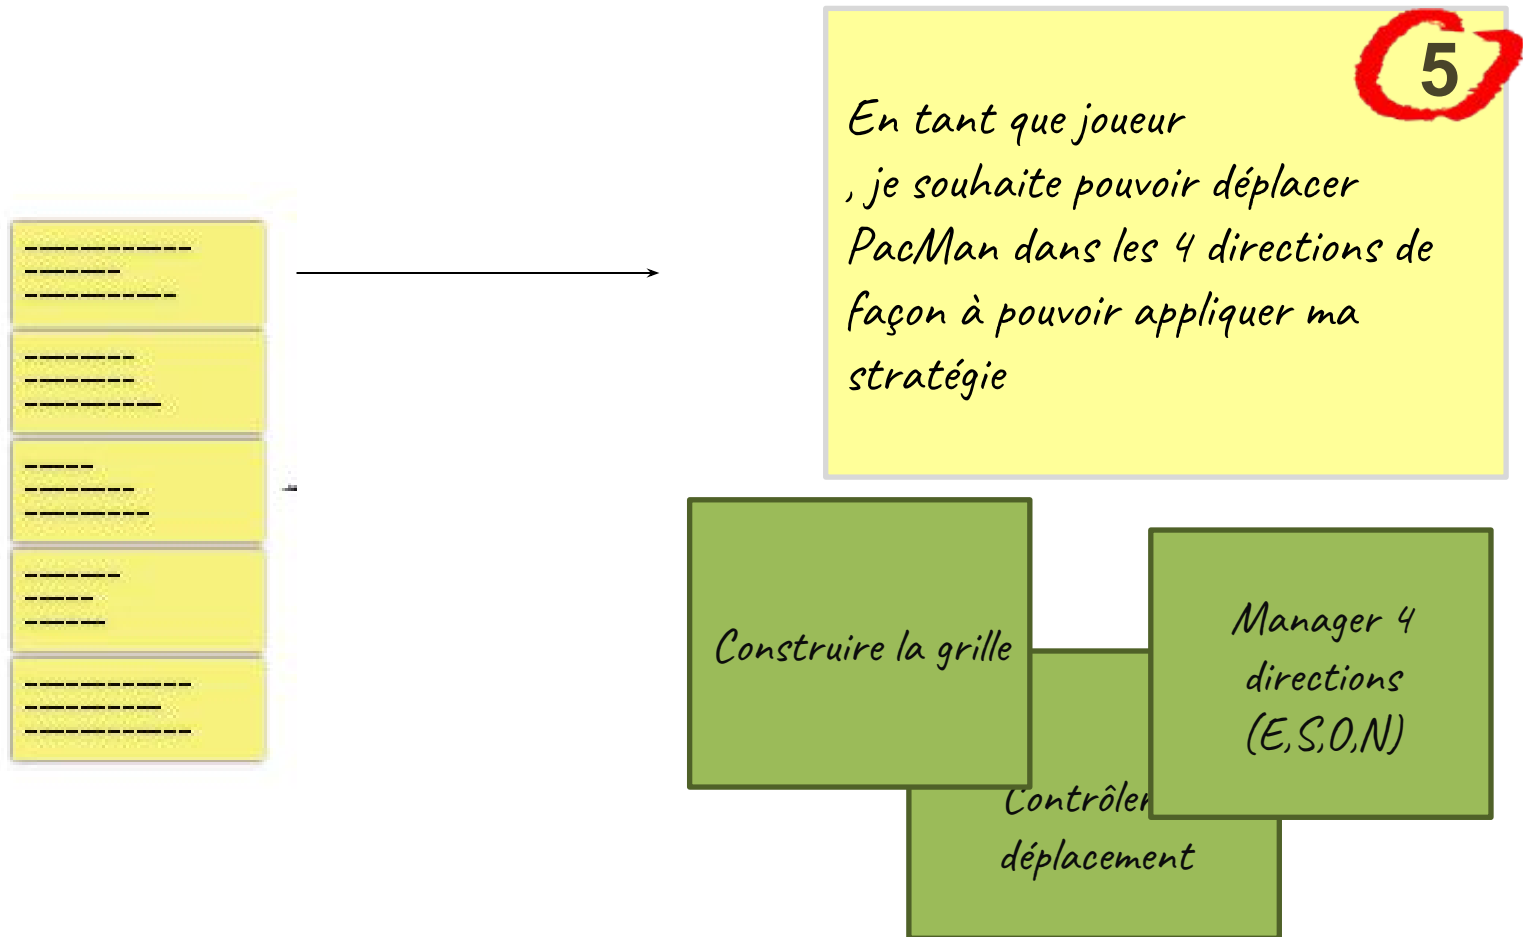 5
En tant que joueur
, je souhaite pouvoir déplacer
PacMan dans les 4 directions de
façon à pouvoir appliquer ma
stratégie
Construire la grille
Manager 4
directions
(E,S,O,N)
Contrôler
déplacement